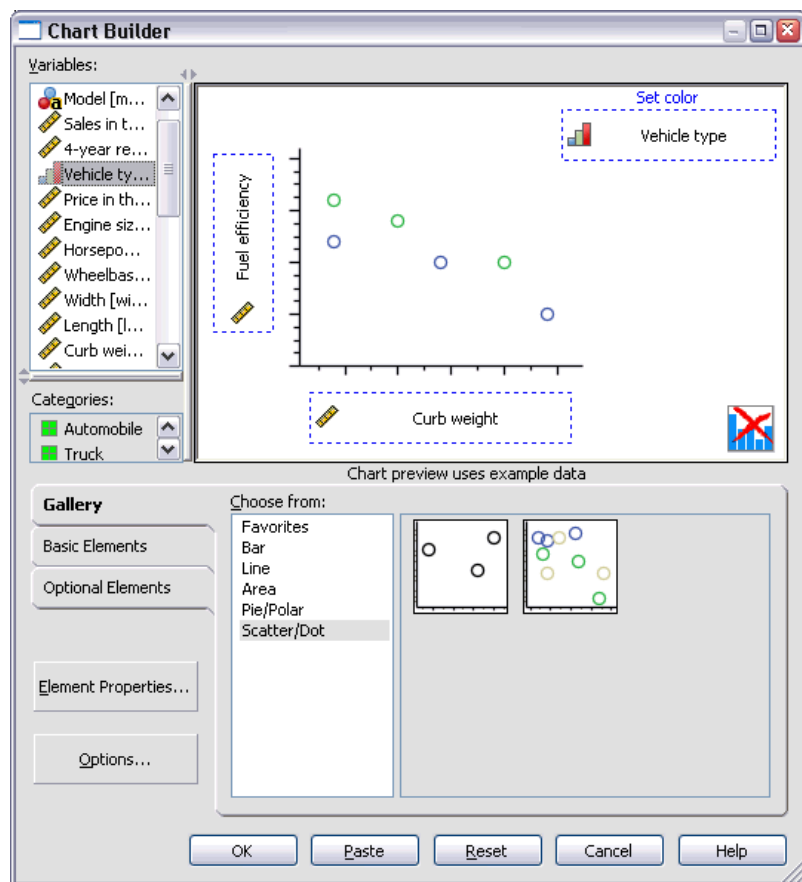 Chart Builder
Variables:
Model [m...
Sales in t...
4-year re...
Vehicle ty...
Price in th...
Engine siz...
Horsepo...
Wheelbas...
Width [wi...
Length [l...
Curb wei...
Categories:
Automobile
Truck
Set color
Vehicle type
Fuel efficiency
Curb weight
Chart preview uses example data
Gallery
Basic Elements
Optional Elements
Element Properties...
Options...
Choose from:
Favorites
Bar
Line
Area
Pie/Polar
Scatter/Dot
OK
Paste
Reset
Cancel
Help